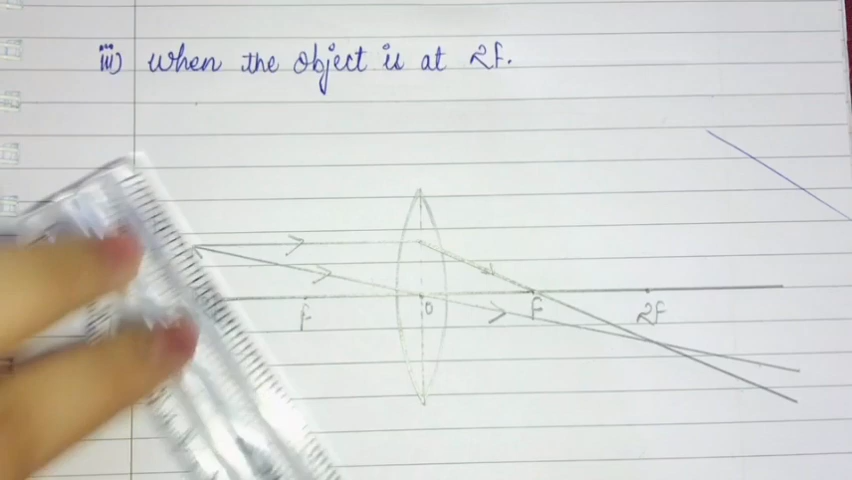 iii) When the object is at 2f.
f
O
f
2f